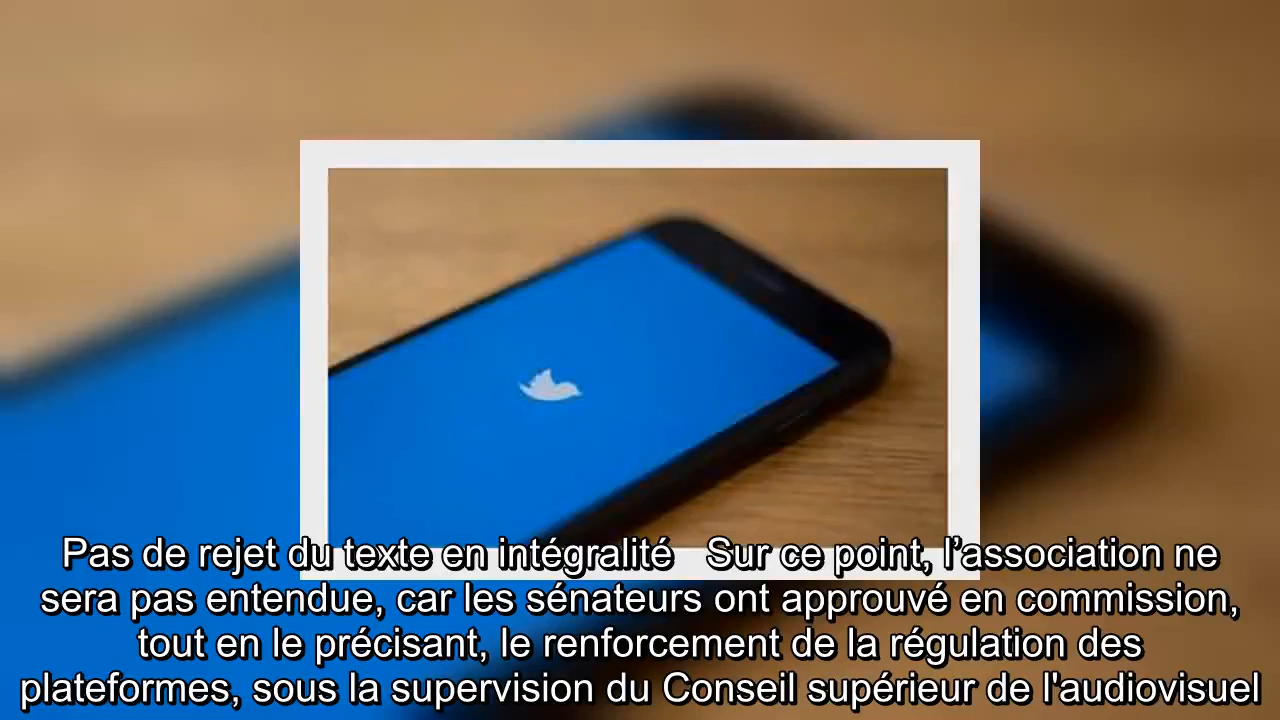 Pas de rejet du texte en intégralité   Sur ce point, l’association ne
sera pas entendue, car les sénateurs ont approuvé en commission,
tout en le précisant, le renforcement de la régulation des
plateformes, sous la supervision du Conseil supérieur de l'audiovisuel